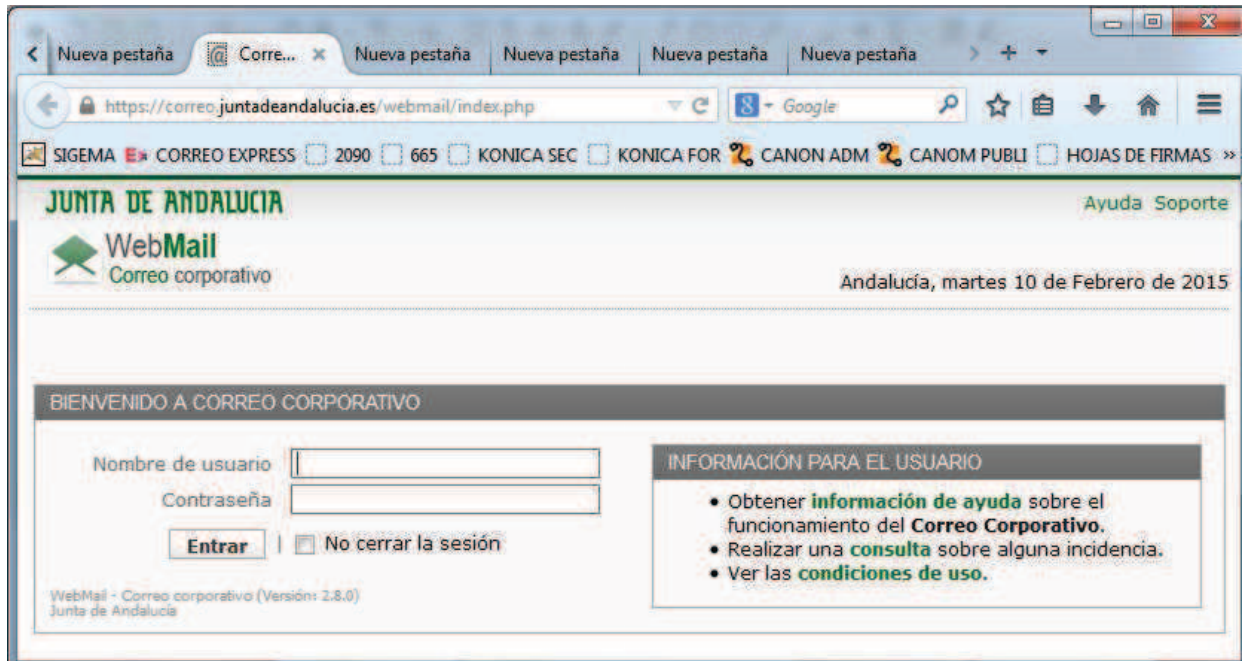 Nueva pestaña Corre... Nueva pestaña Nueva pestaña Nueva pestaña Nueva pestaña
https://correo.juntadeandalucia.es/webmail/index.php 8 Google
SIGEMA Ex CORREO EXPRESS 2090 665 KONICA SEC KONICA FOR CANON ADM CANOM PUBLI HOJAS DE FIRMAS »
JUNTA DE ANDALUCIA
Ayuda Soporte
WebMail
Correo corporativo
Andalucía, martes 10 de Febrero de 2015
BIENVENIDO A CORREO CORPORATIVO
Nombre de usuario
Contraseña
Entrar | No cerrar la sesión
WebMail - Correo corporativo (Versión: 2.8.0)
Junta de Andalucía
INFORMACIÓN PARA EL USUARIO
• Obtener información de ayuda sobre el
funcionamiento del Correo Corporativo.
• Realizar una consulta sobre alguna incidencia.
• Ver las condiciones de uso.